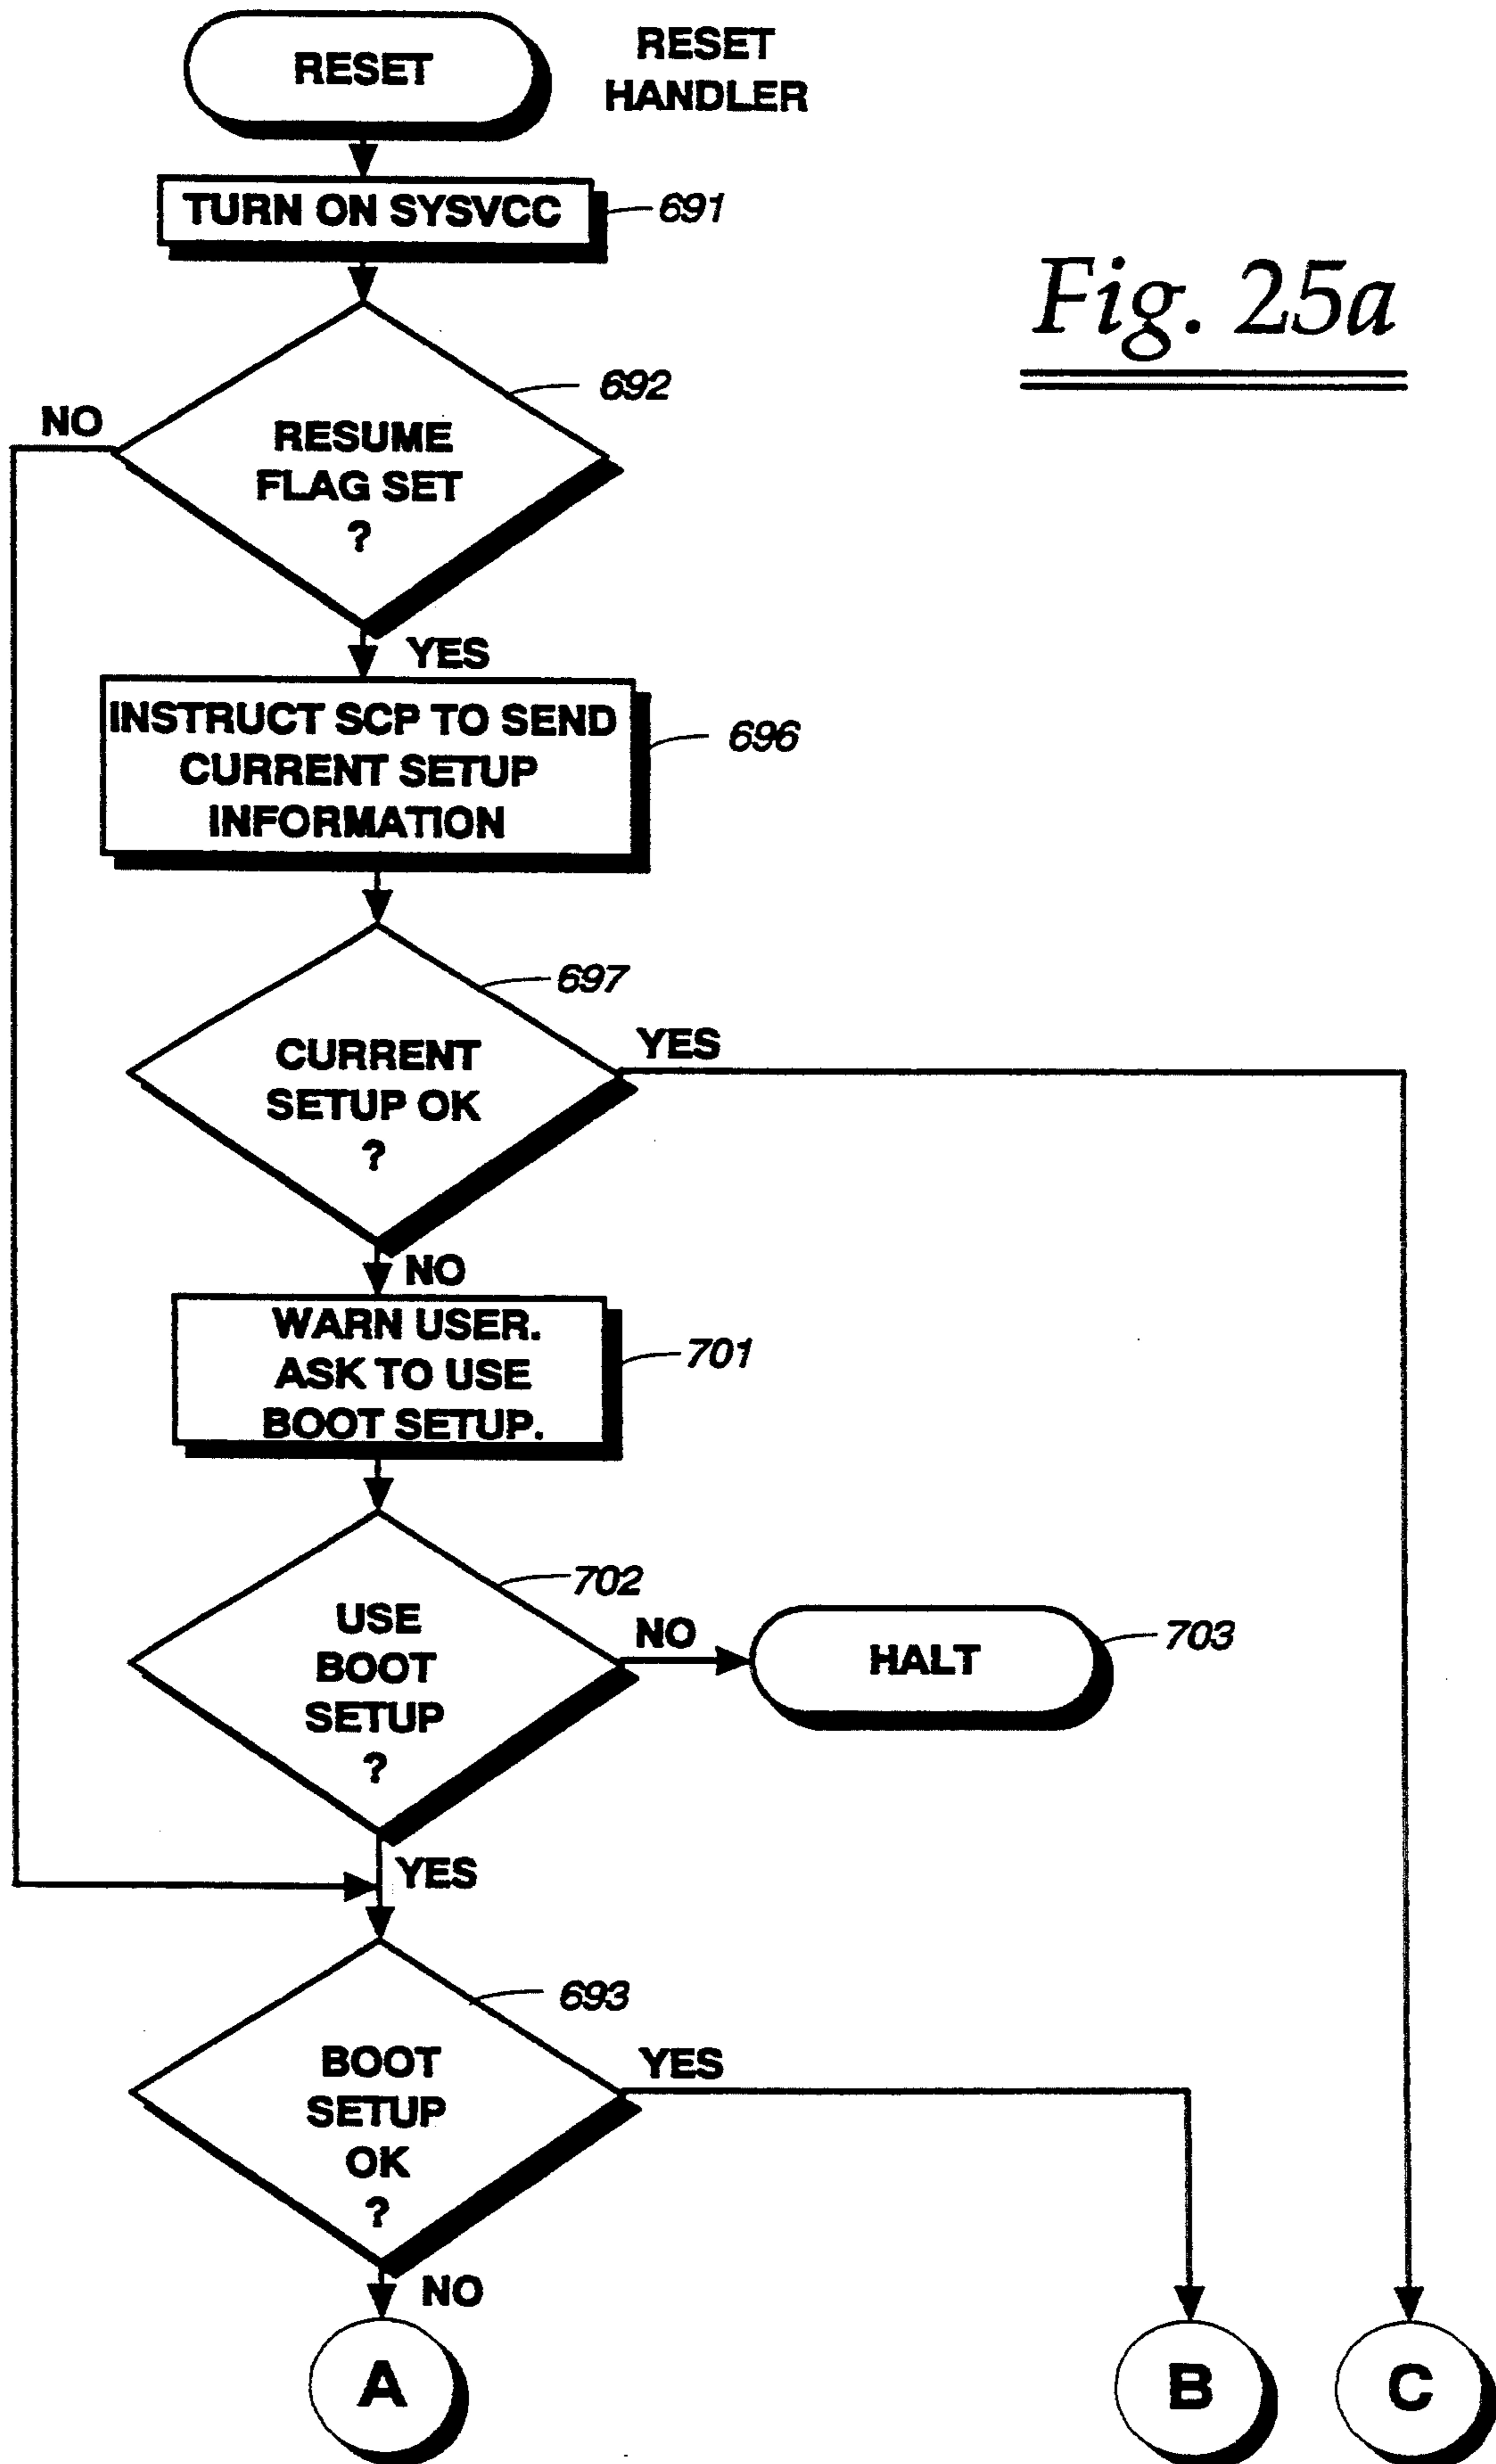 RESET
RESET
HANDLER
TURN ON SYSVCC
691
Fig. 25a
692
NO
RESUME
FLAG SET
?
YES
INSTRUCT SCP TO SEND
CURRENT SETUP
INFORMATION
696
697
CURRENT
SETUP OK
?
YES
NO
WARN USER.
ASK TO USE
BOOT SETUP.
701
702
USE
BOOT
SETUP
?
NO
HALT
703
YES
693
BOOT
SETUP
OK
?
YES
NO
A
B
C